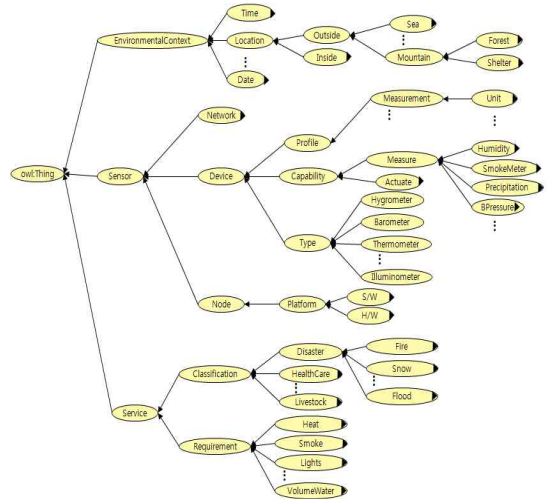 Time
EnvironmentalContext
Location
Date
Outside
Inside
Sea
Mountain
Forest
Shelter
Network
owl:Thing
Sensor
Device
Profile
Measurement
Unit
Capability
Measure
Actuate
Humidity
SmokeMeter
Precipitation
BPressure
Type
Hygrometer
Barometer
Thermometer
Illuminometer
Node
Platform
S/W
H/W
Service
Classification
Disaster
HealthCare
Livestock
Fire
Snow
Flood
Requirement
Heat
Smoke
Lights
VolumeWater